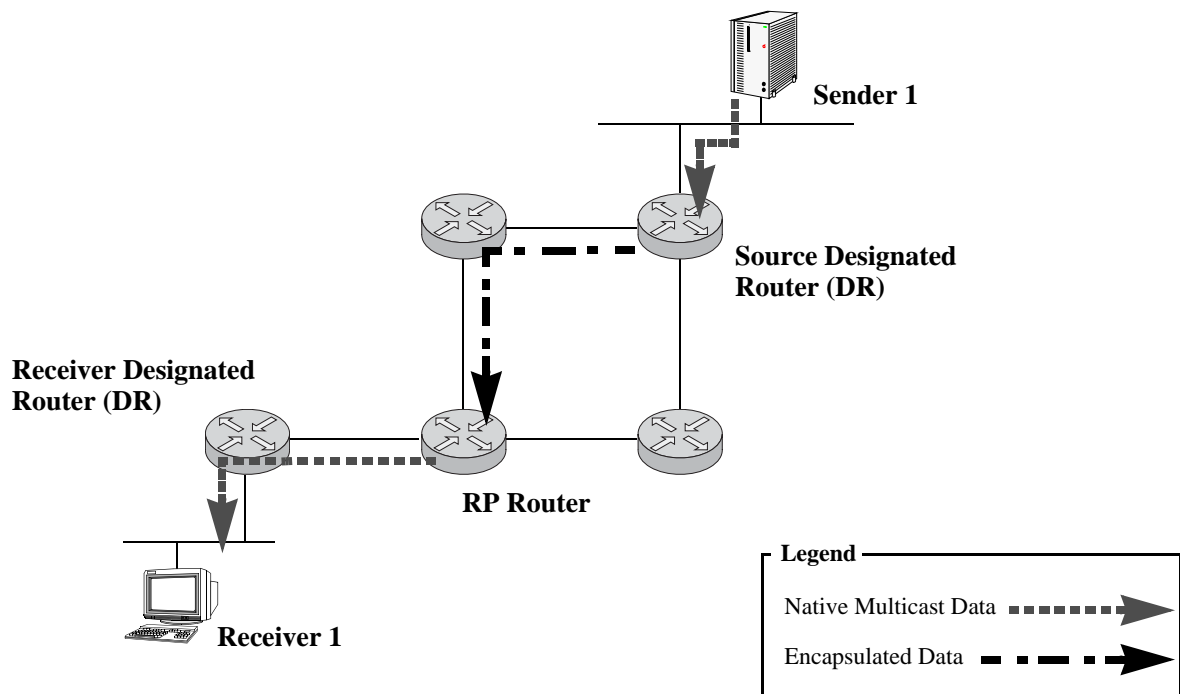 Sender 1
Source Designated
Router (DR)
Receiver Designated
Router (DR)
RP Router
Receiver 1
Legend
Native Multicast Data
Encapsulated Data